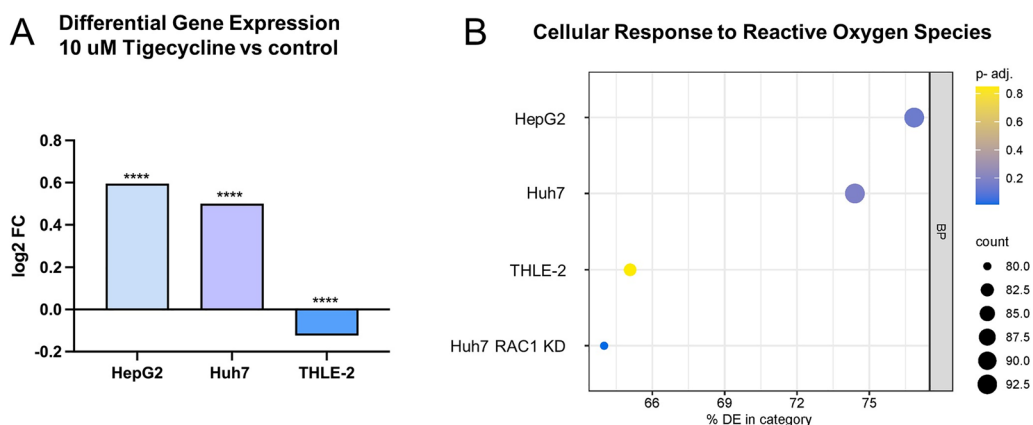 A
Differential Gene Expression
10 uM Tigecycline vs control
log2 FC
0.8
0.6
0.4
0.2
0.0
-0.2
****
****
****
HepG2
Huh7
THLE-2
B
Cellular Response to Reactive Oxygen Species
HepG2
Huh7
THLE-2
Huh7 RAC1 KD
66
69
72
75
% DE in category
BP
p- adj.
0.8
0.6
0.4
0.2
count
80.0
82.5
85.0
87.5
90.0
92.5